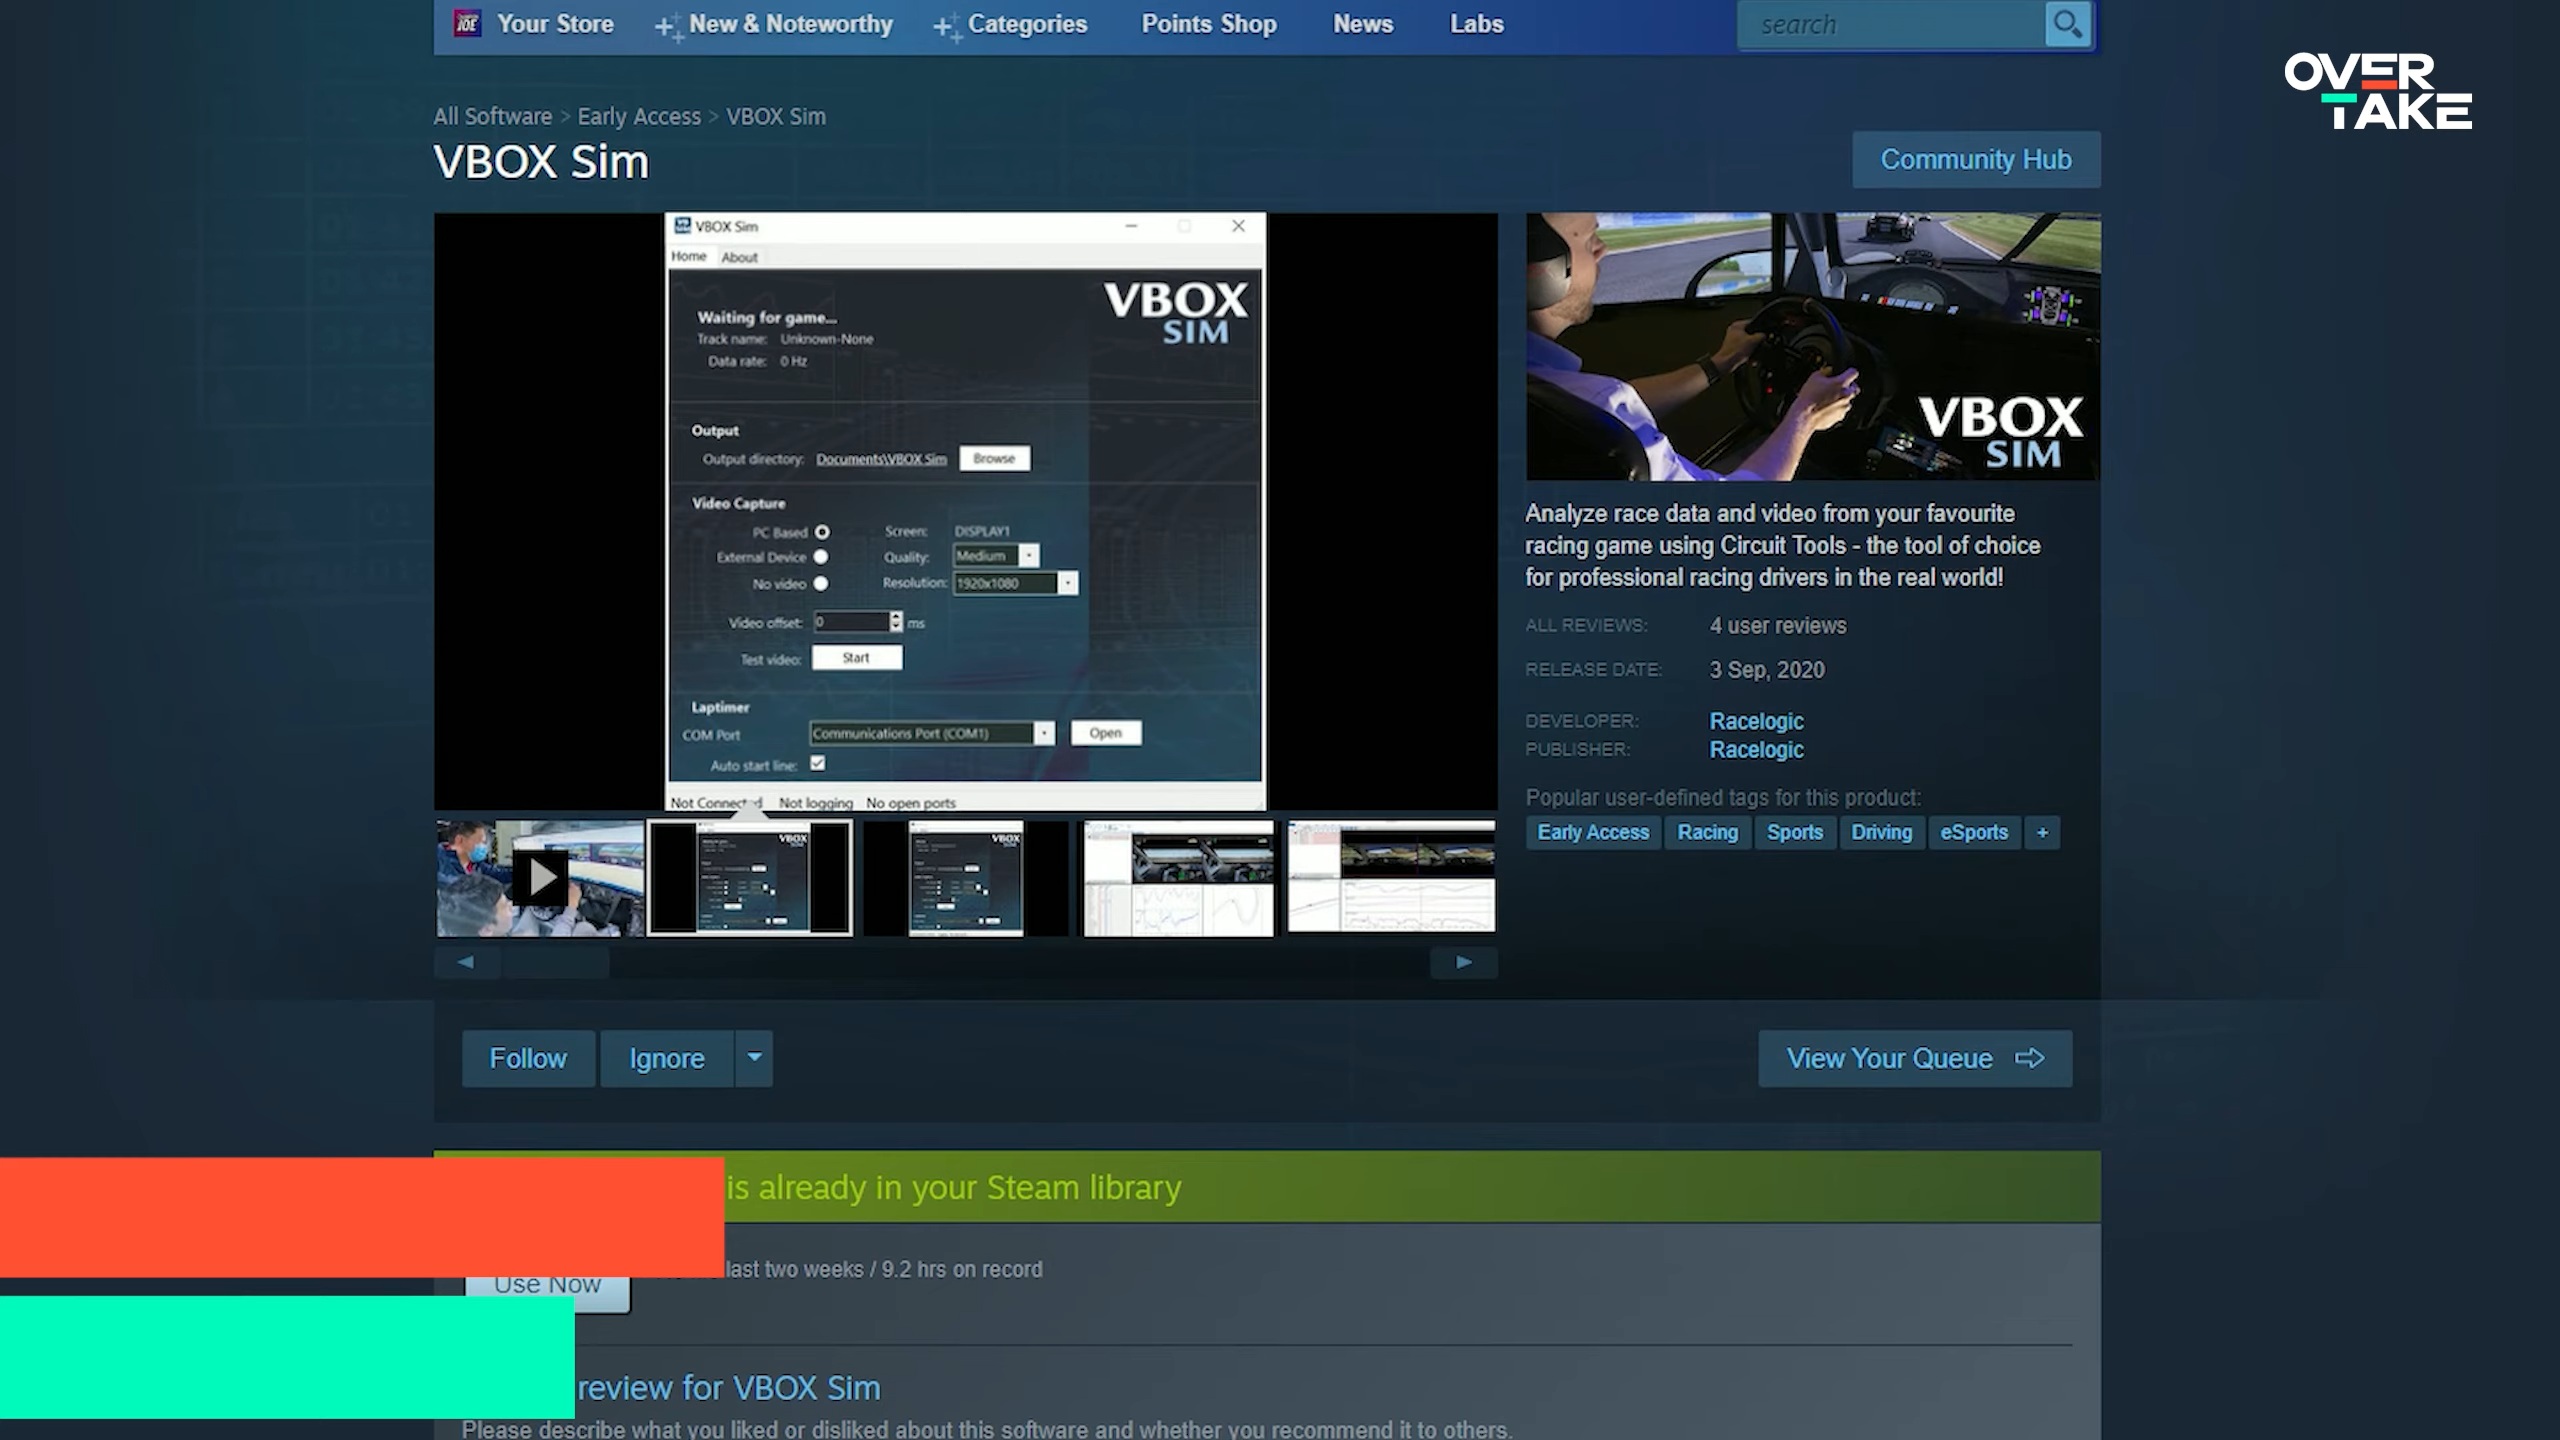 JOE Your Store New & Noteworthy Categories Points Shop News Labs search
OVER
TAKE
All Software > Early Access > VBOX Sim
VBOX Sim
Community Hub
VBOX Sim
Home About
VBOX
SIM
Waiting for game...
Track name: Unknown-None
Data rate: 0 Hz
Output
Output directory: Documents\VBOX Sim Browse
Video Capture
PC Based Screen: DISPLAY1
External Device Quality: Medium
No video Resolution: 1920x1080
Video offset: 0 ms
Test video: Start
Laptimer
COM Port Communications Port (COM1) Open
Auto start line:
Not Connected Not logging No open ports
VBOX
SIM
Analyze race data and video from your favourite
racing game using Circuit Tools - the tool of choice
for professional racing drivers in the real world!
ALL REVIEWS: 4 user reviews
RELEASE DATE: 3 Sep, 2020
DEVELOPER: Racelogic
PUBLISHER: Racelogic
Popular user-defined tags for this product:
Early Access Racing Sports Driving eSports +
VBOX
VBOX
Follow Ignore View Your Queue
is already in your Steam library
Use Now last two weeks / 9.2 hrs on record
review for VBOX Sim
Please describe what you liked or disliked about this software and whether you recommend it to others.